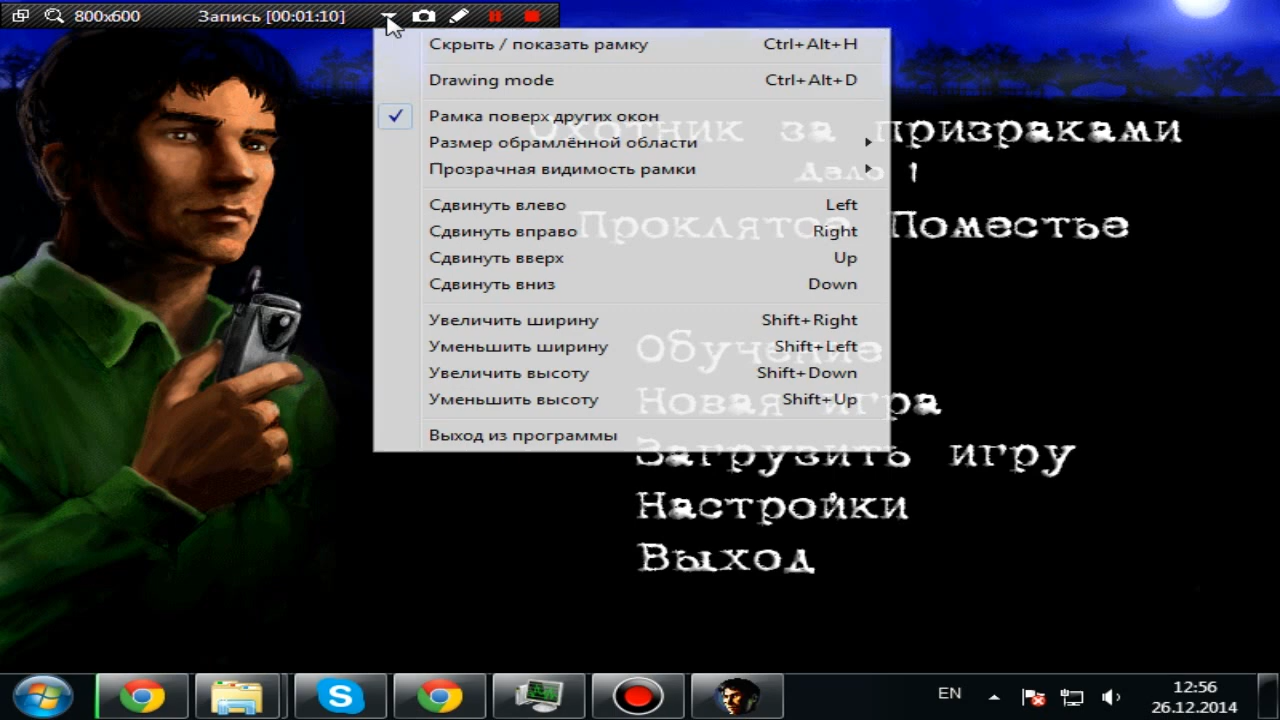 800x600 Запись [00:01:10]
Скрыть / показать рамку Ctrl+Alt+H
Drawing mode Ctrl+Alt+D
Рамка поверх других окон
Размер обрамлённой области
Прозрачная видимость рамки
Сдвинуть влево Left
Сдвинуть вправо Right
Сдвинуть вверх Up
Сдвинуть вниз Down
Увеличить ширину Shift+Right
Уменьшить ширину Shift+Left
Увеличить высоту Shift+Down
Уменьшить высоту Shift+Up
Выход из программы
Охотник за призраками
Дело 1
Проклятое Поместье
Обучение
Новая игра
Загрузить игру
Настройки
Выход
EN
12:56
26.12.2014